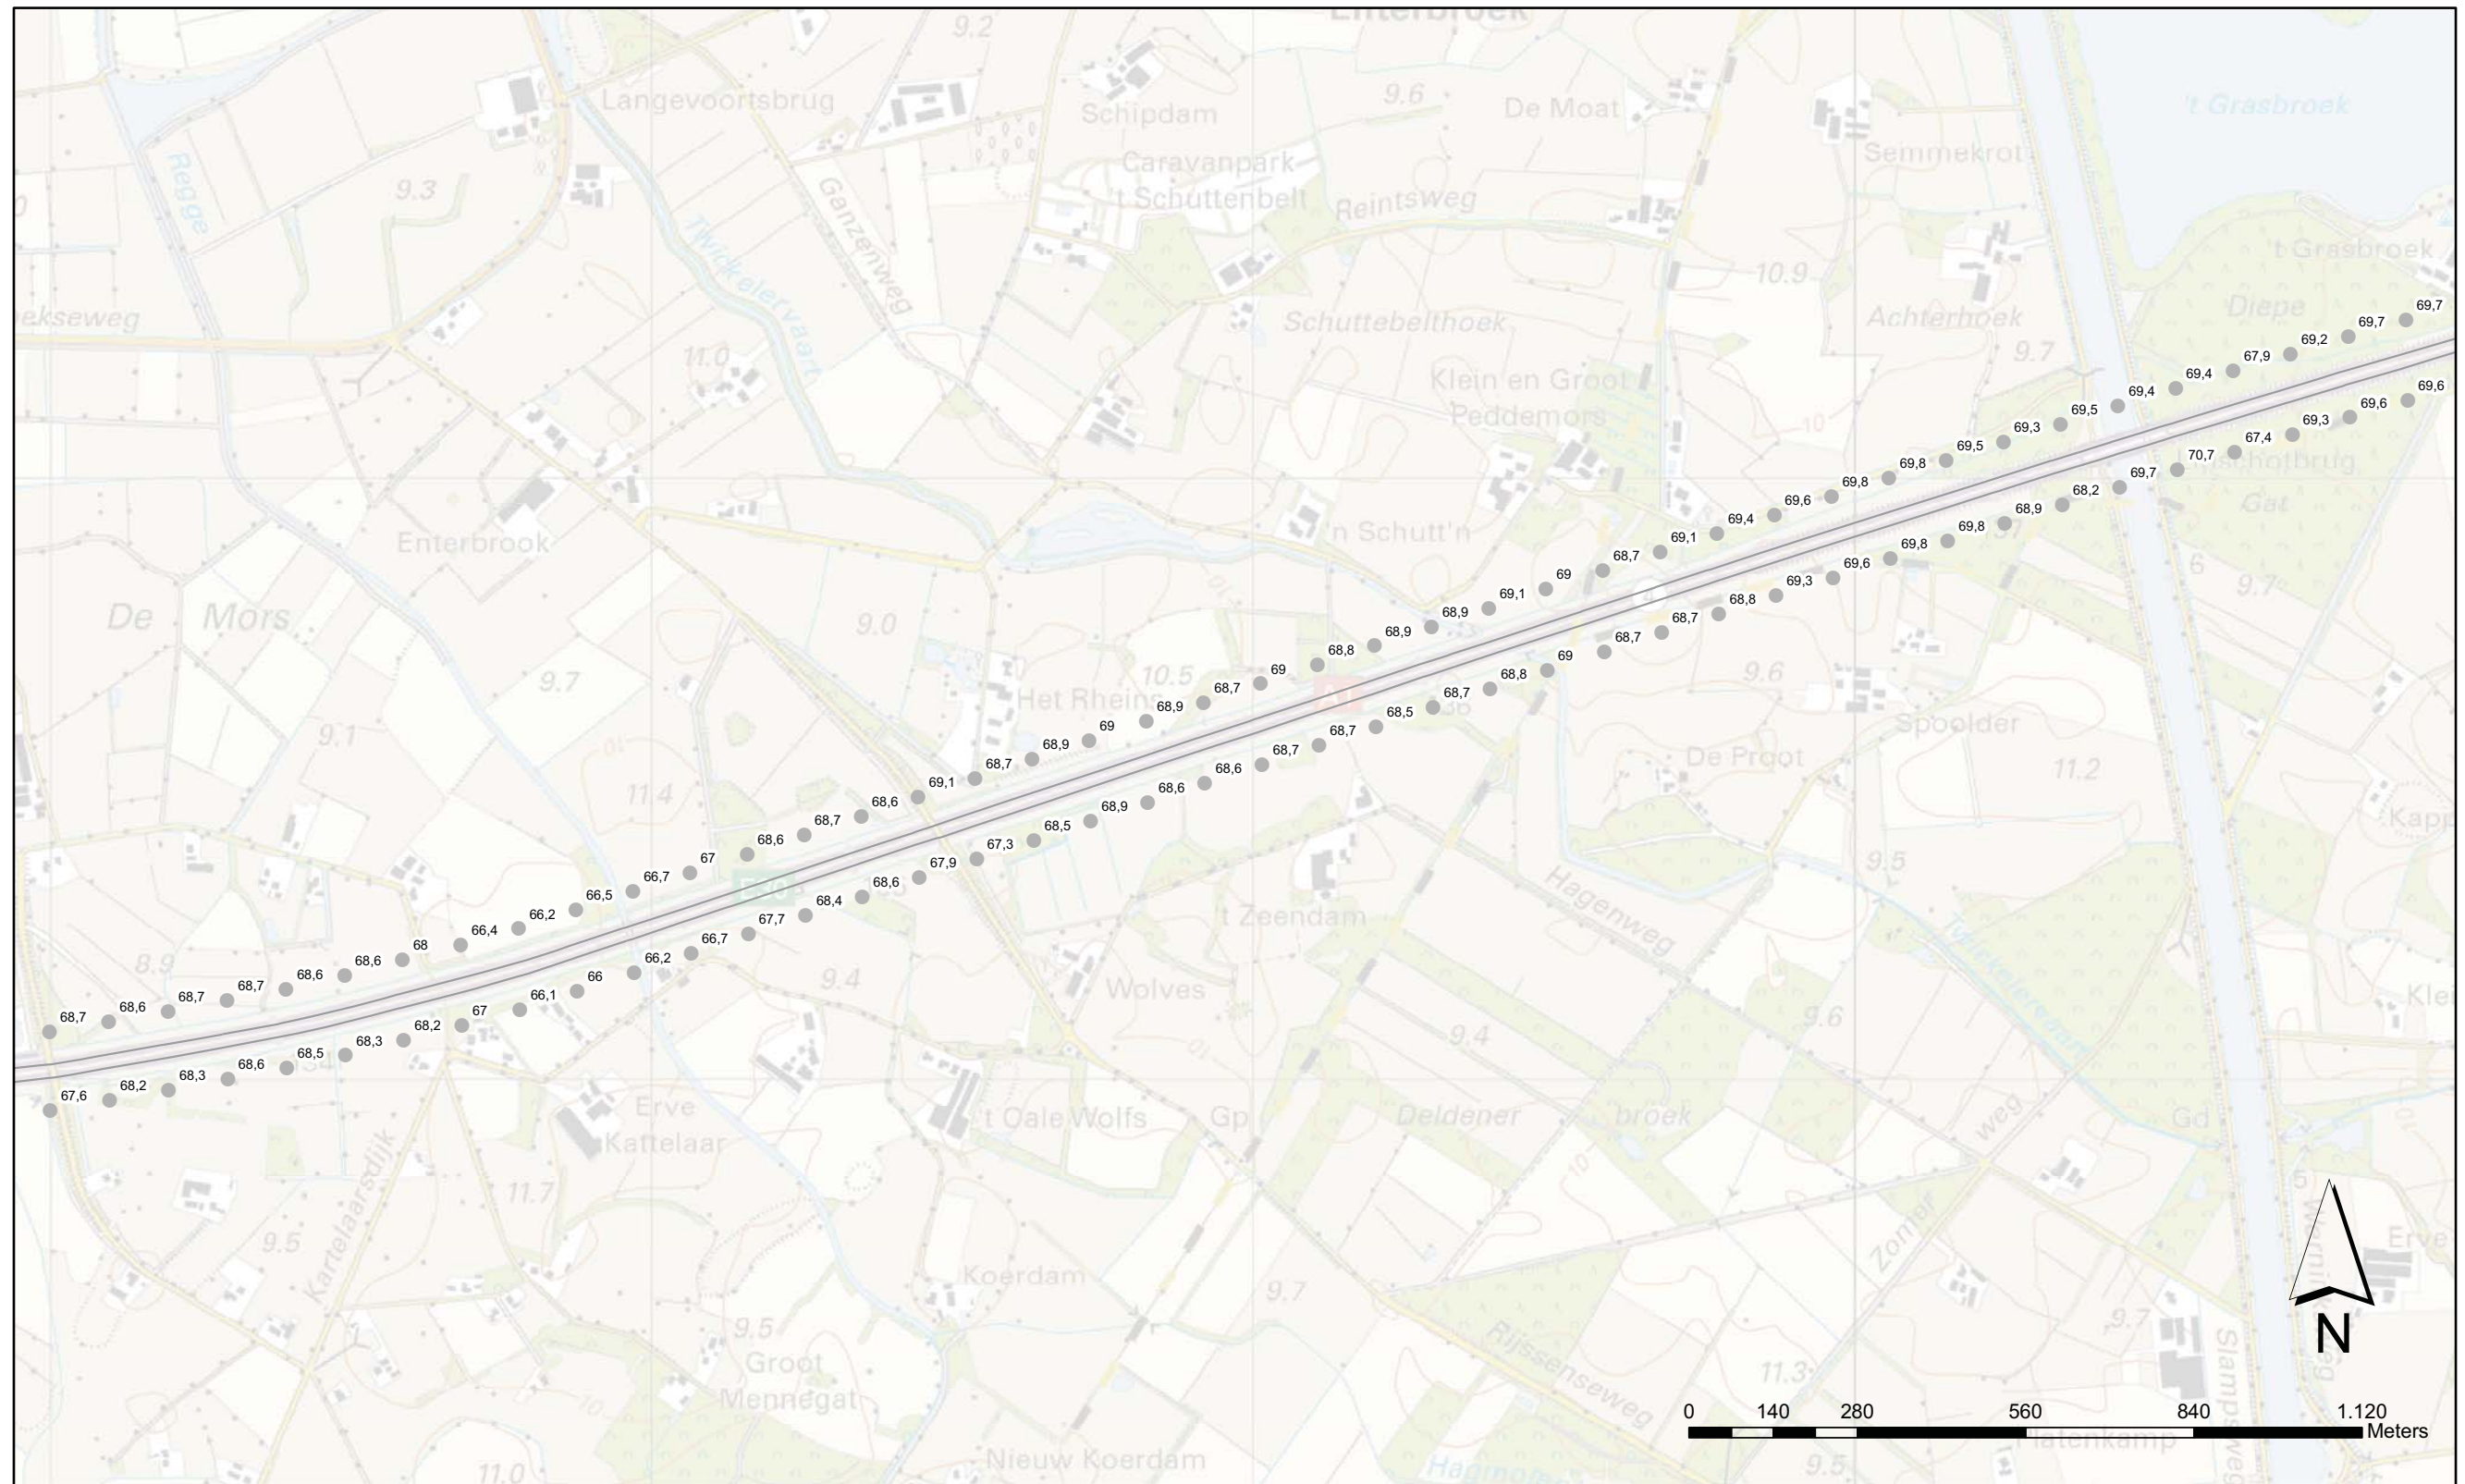 Enterbroek
9.2
Langevoortsbrug
Schipdam
9.6
De Moat
't Grasbroek
Regge
9.3
Ganzenweg
Caravanpark
't Schuttenbelt
Reintsweg
Semmekrot
Twickelervaart
't Grasbroek
10.9
ekseweg
11.0
Schuttebelthoek
Achterhoek
Diepe
9.7
Klein en Groot
Peddemors
10
69,7
69,7
69,2
67,9
69,4
69,4
69,5
69,3
69,5
69,8
69,8
69,6
69,4
69,1
68,7
69
69,1
68,9
68,9
68,8
69
68,7
68,9
69
68,9
68,7
69,1
68,6
68,7
68,6
67
66,7
66,5
66,2
66,4
68
68,6
68,6
68,7
68,7
68,6
68,7
69,6
69,6
69,3
67,4
70,7
69,7
68,2
68,9
69,8
69,8
69,6
69,3
68,8
68,7
68,7
69
68,8
68,7
68,5
68,7
68,7
68,6
68,6
68,9
68,5
67,3
67,9
68,6
68,4
67,7
66,7
66,2
66
66,1
67
68,2
68,3
68,5
68,6
68,3
68,2
67,6
Gat
Enterbrook
'n Schutt'n
De Mors
9.0
6
9.7
9.7
10.5
Het Rheins
9.6
Spoolder
9.1
11.4
De Proot
11.2
Kapp
9.5
Hagenweg
't Zeendam
8.9
9.4
Wolves
Twickelervaart
9.4
9.6
Klei
Erve
Kattelaar
't Oale Wolfs
Gp
Deldener
broek
weg
Gd
Kartelaarsdijk
11.7
9.5
Zomer
5
Erve
Koerdam
9.7
9.5
Groot
Mennegat
Rijssenseweg
11.3
9.7
N
0 140 280 560 840 1.120
Meters
Platenkamp
Nieuw Koerdam
11.0
9.5